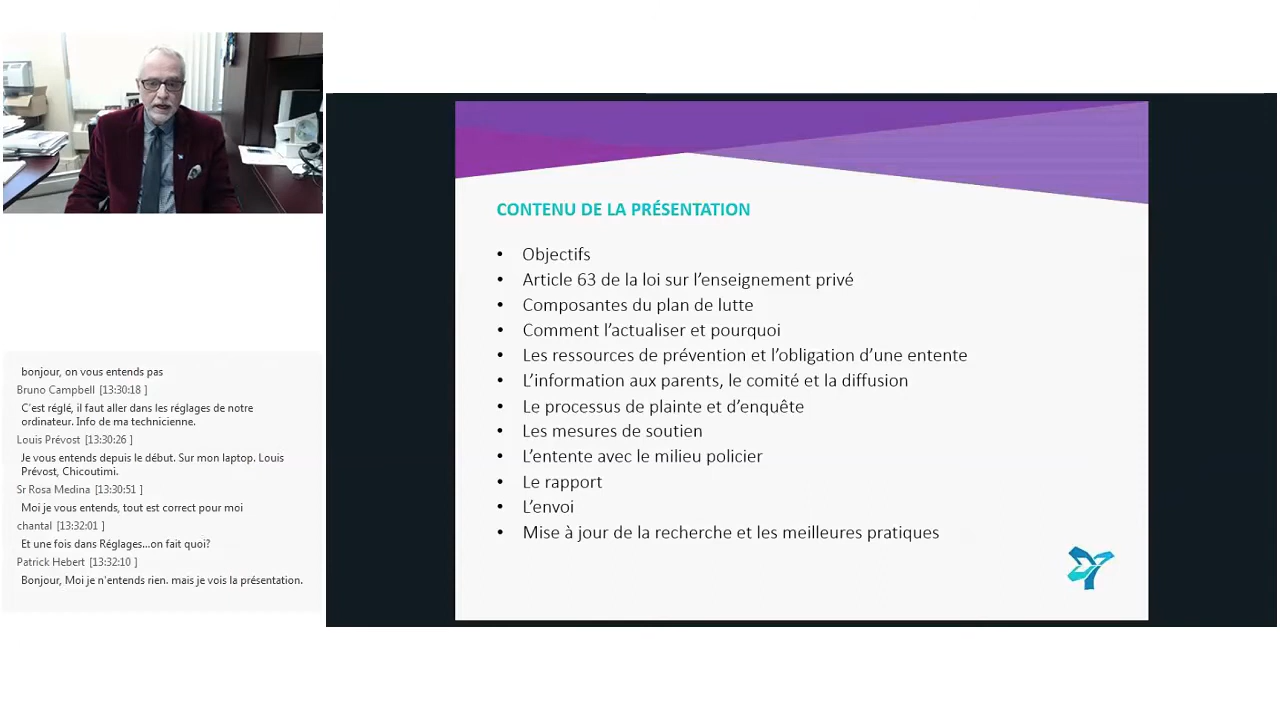 bonjour, on vous entends pas
Bruno Campbell [13:30:18 ]
C'est réglé, il faut aller dans les réglages de notre
ordinateur. Info de ma technicienne.
Louis Prévost [13:30:26 ]
Je vous entends depuis le début. Sur mon laptop. Louis
Prévost, Chicoutimi.
Sr Rosa Medina [13:30:51 ]
Moi je vous entends, tout est correct pour moi
chantal [13:32:01 ]
Et une fois dans Réglages...on fait quoi?
Patrick Hebert [13:32:10 ]
Bonjour, Moi je n'entends rien. mais je vois la présentation.
CONTENU DE LA PRÉSENTATION
• Objectifs
• Article 63 de la loi sur l’enseignement privé
• Composantes du plan de lutte
• Comment l’actualiser et pourquoi
• Les ressources de prévention et l’obligation d’une entente
• L’information aux parents, le comité et la diffusion
• Le processus de plainte et d’enquête
• Les mesures de soutien
• L’entente avec le milieu policier
• Le rapport
• L’envoi
• Mise à jour de la recherche et les meilleures pratiques